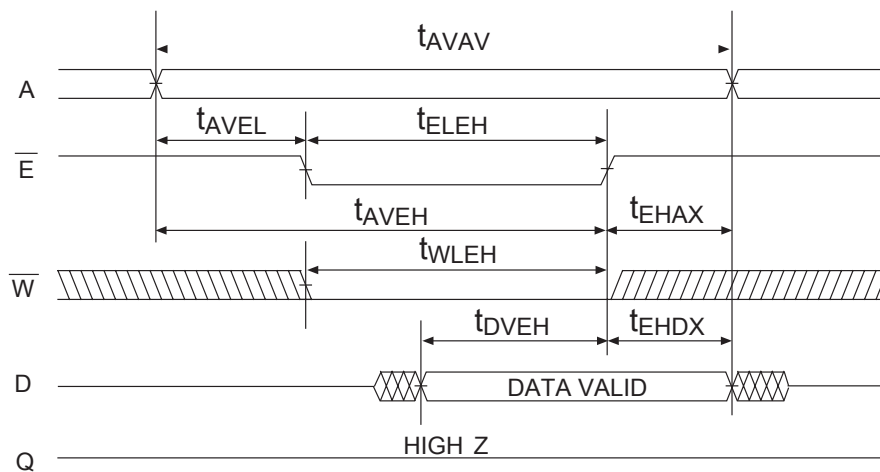 tAVAV
A
tAVEL tELEH
E
tAVEH tEHAX
tWLEH
W
tDVEH tEHDX
D DATA VALID
HIGH Z
Q